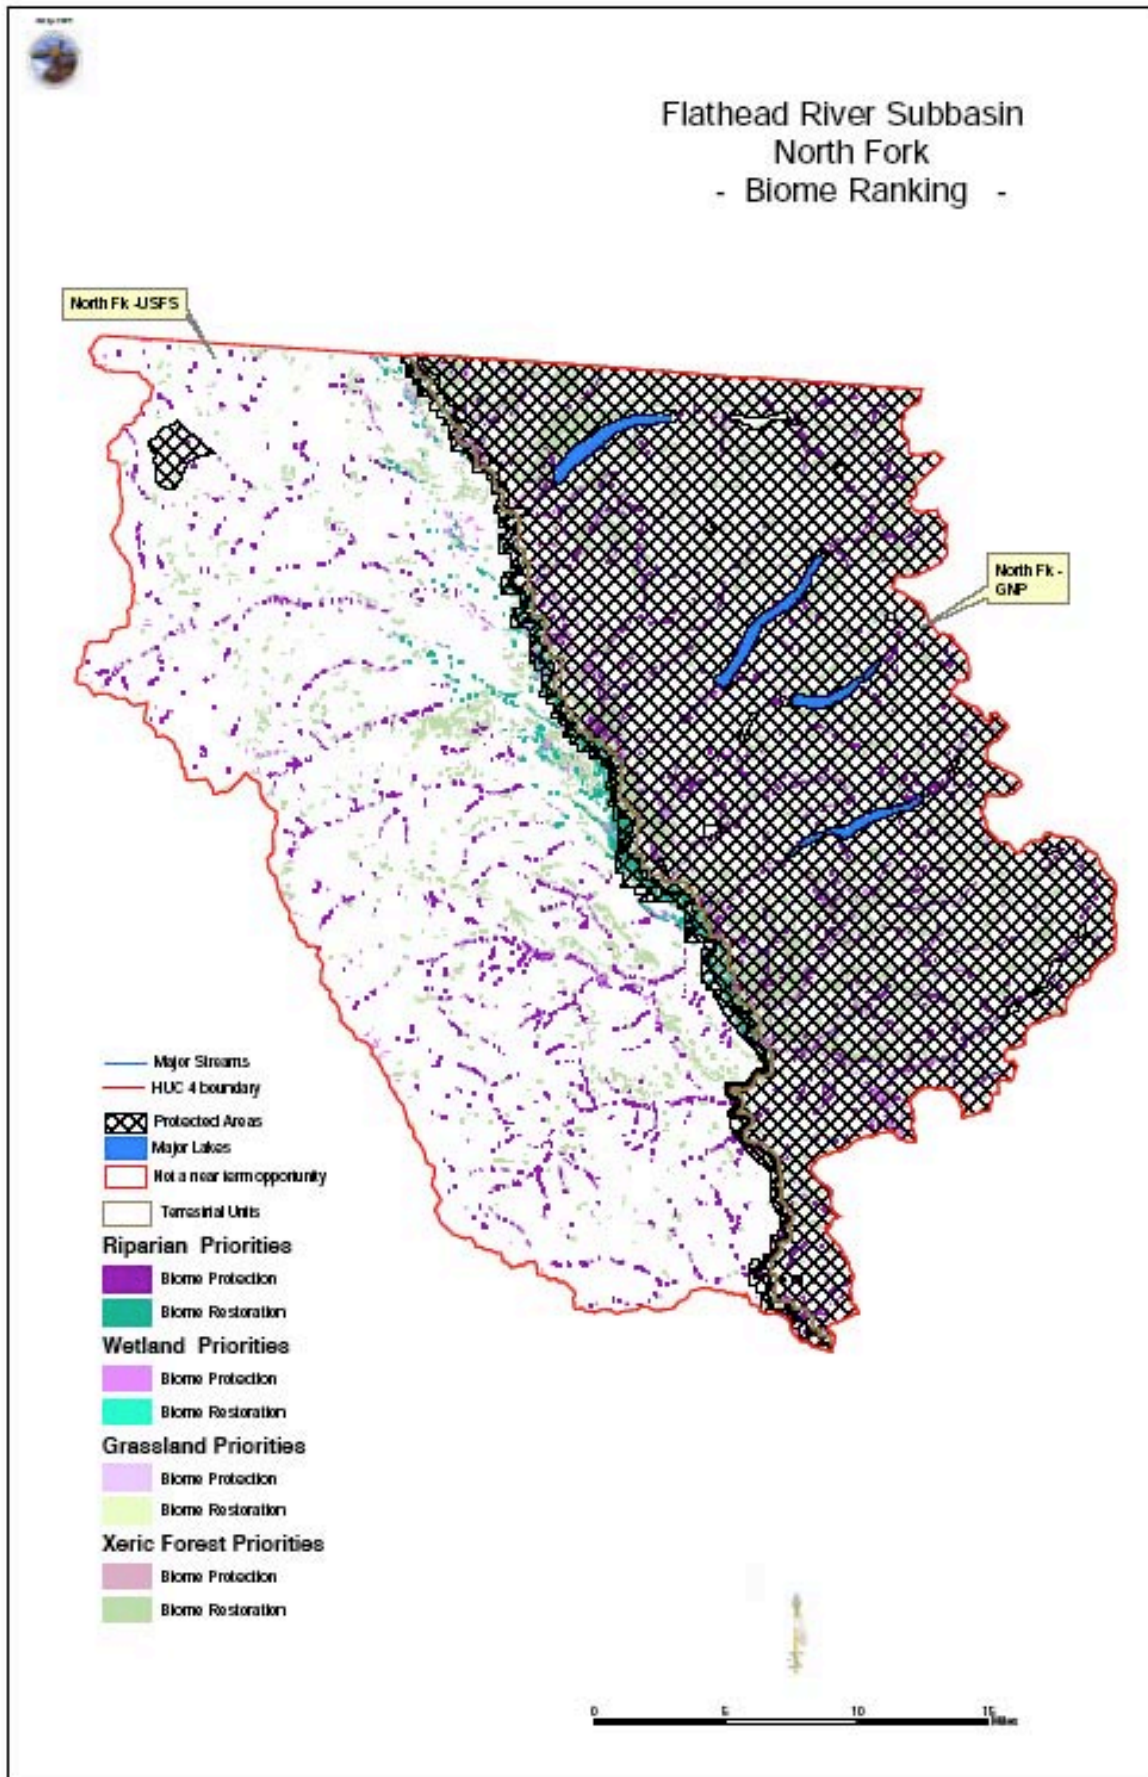 Flathead River Subbasin
North Fork
- Biome Ranking -
North Fk -USFS
North Fk -
GNP
Major Streams
HUC 4 boundary
Protected Areas
Major Lakes
Not a near term opportunity
Terrestrial Units
Riparian Priorities
Biome Protection
Biome Restoration
Wetland Priorities
Biome Protection
Biome Restoration
Grassland Priorities
Biome Protection
Biome Restoration
Xeric Forest Priorities
Biome Protection
Biome Restoration
0 5 10 15 Miles